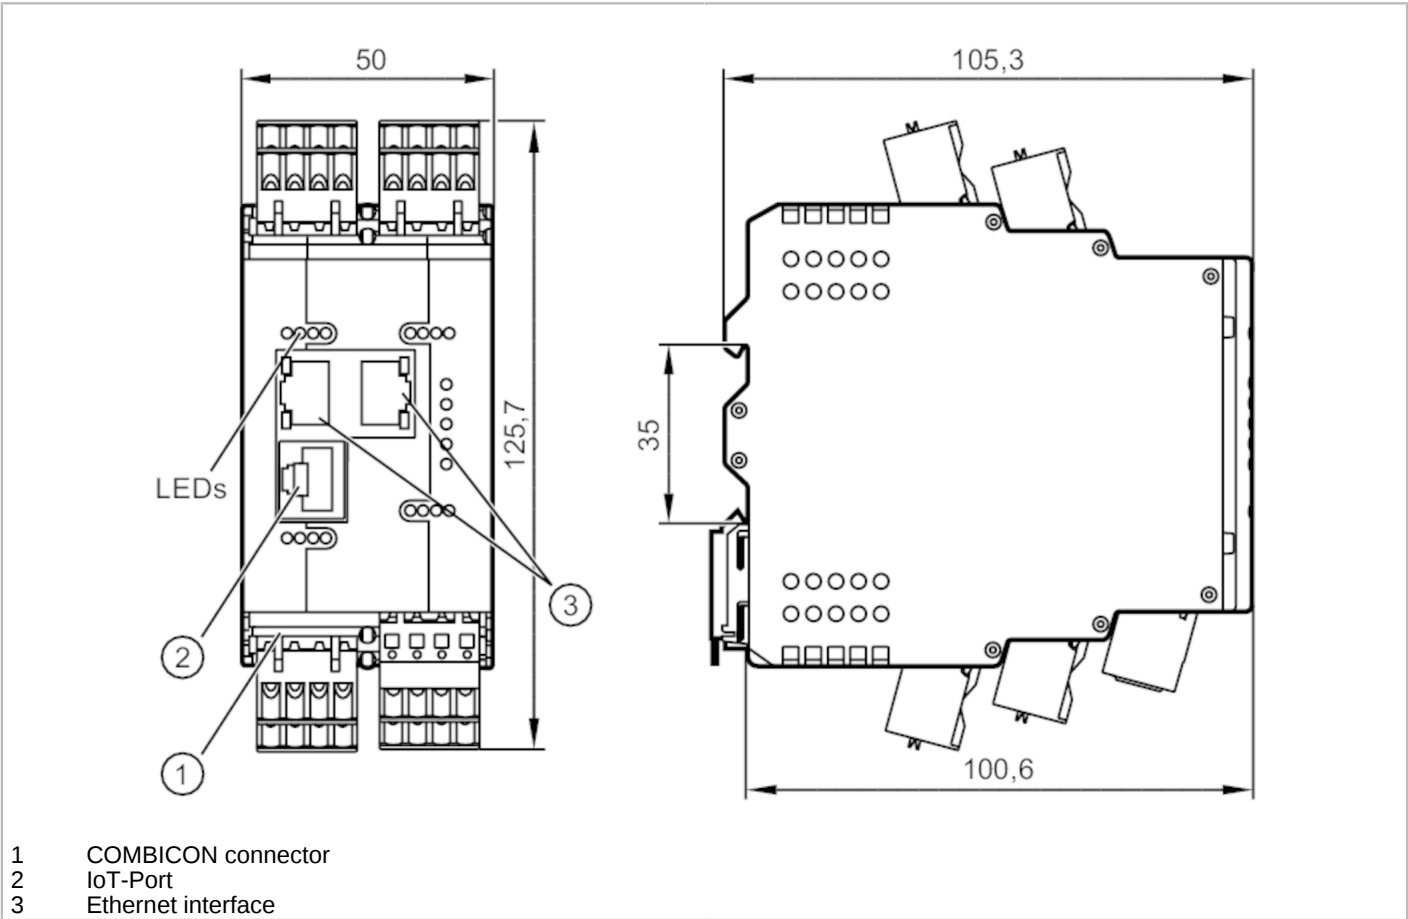 50
105,3
125,7
35
LEDs
3
2
1
100,6
1 COMBICON connector
2 IoT-Port
3 Ethernet interface